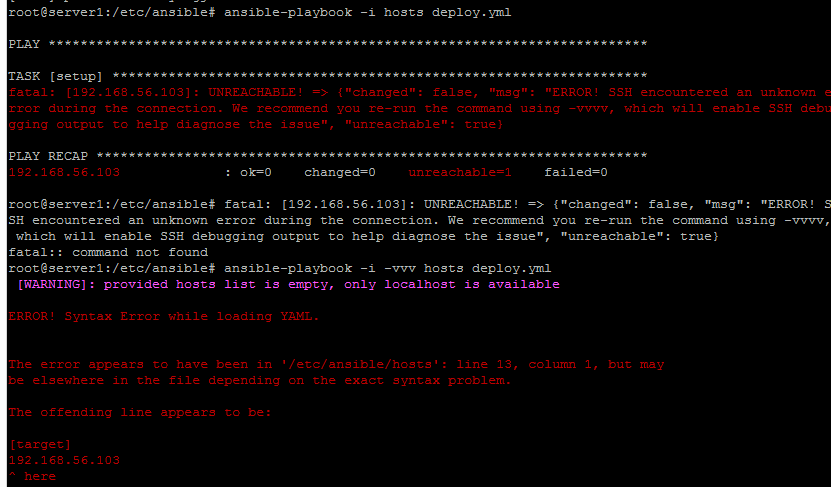 root@server1:/etc/ansible# ansible-playbook -i hosts deploy.yml
PLAY ***************************************************************************
TASK [setup] *******************************************************************
fatal: [192.168.56.103]: UNREACHABLE! => {"changed": false, "msg": "ERROR! SSH encountered an unknown e
rror during the connection. We recommend you re-run the command using -vvvv, which will enable SSH debu
gging output to help diagnose the issue", "unreachable": true}
PLAY RECAP *********************************************************************
192.168.56.103 : ok=0 changed=0 unreachable=1 failed=0
root@server1:/etc/ansible# fatal: [192.168.56.103]: UNREACHABLE! => {"changed": false, "msg": "ERROR! S
SH encountered an unknown error during the connection. We recommend you re-run the command using -vvvv,
which will enable SSH debugging output to help diagnose the issue", "unreachable": true}
fatal:: command not found
root@server1:/etc/ansible# ansible-playbook -i -vvv hosts deploy.yml
[WARNING]: provided hosts list is empty, only localhost is available
ERROR! Syntax Error while loading YAML.
The error appears to have been in '/etc/ansible/hosts': line 13, column 1, but may
be elsewhere in the file depending on the exact syntax problem.
The offending line appears to be:
[target]
192.168.56.103
^ here